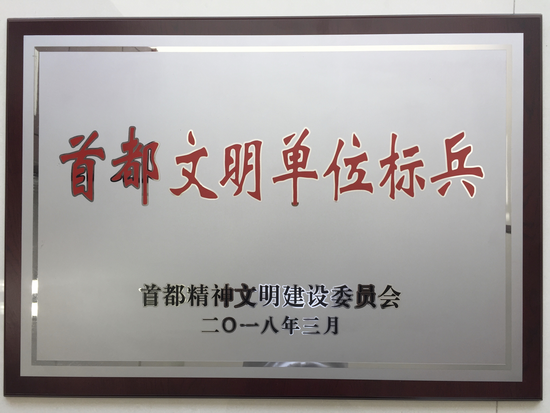 首都文明单位标兵
首都精神文明建设委员会
二〇一八年三月